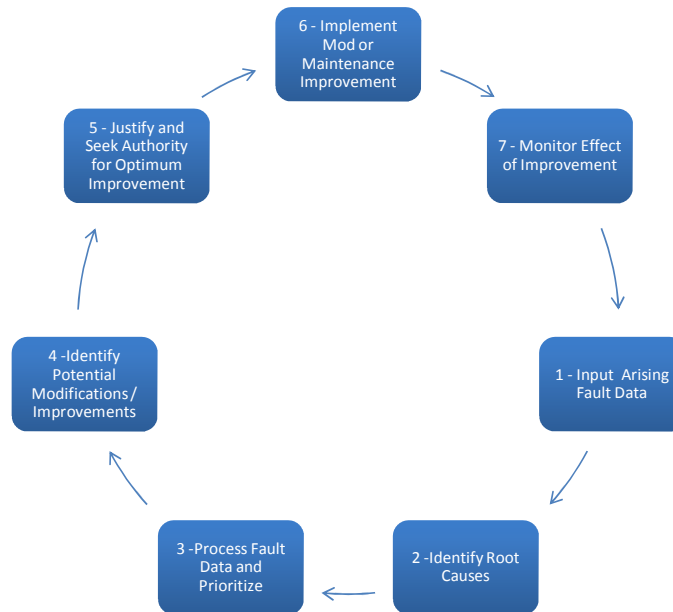 6 - Implement
Mod or
Maintenance
Improvement
7 - Monitor Effect
of Improvement
1 - Input  Arising
Fault Data
2 -Identify Root
Causes
3 -Process Fault
Data and
Prioritize
4 -Identify
Potential
Modifications /
Improvements
5 - Justify and
Seek Authority
for Optimum
Improvement